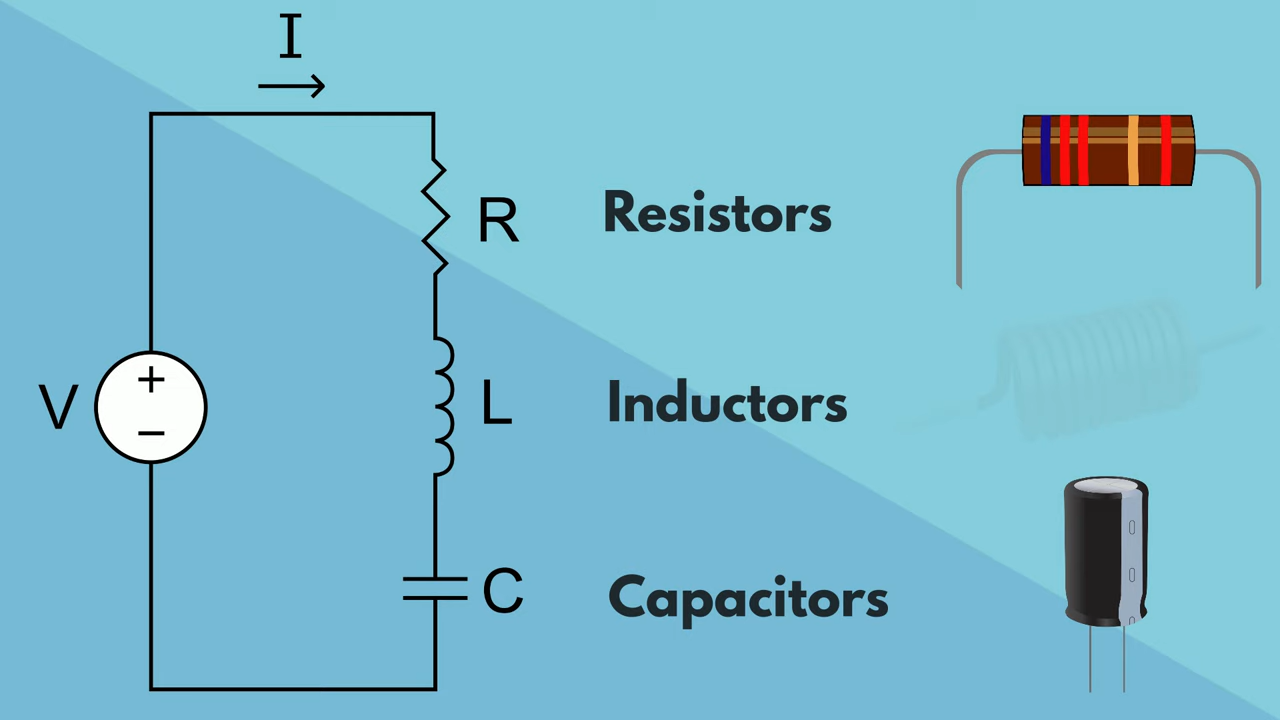 I
R
Resistors
V
+
−
L
Inductors
C
Capacitors